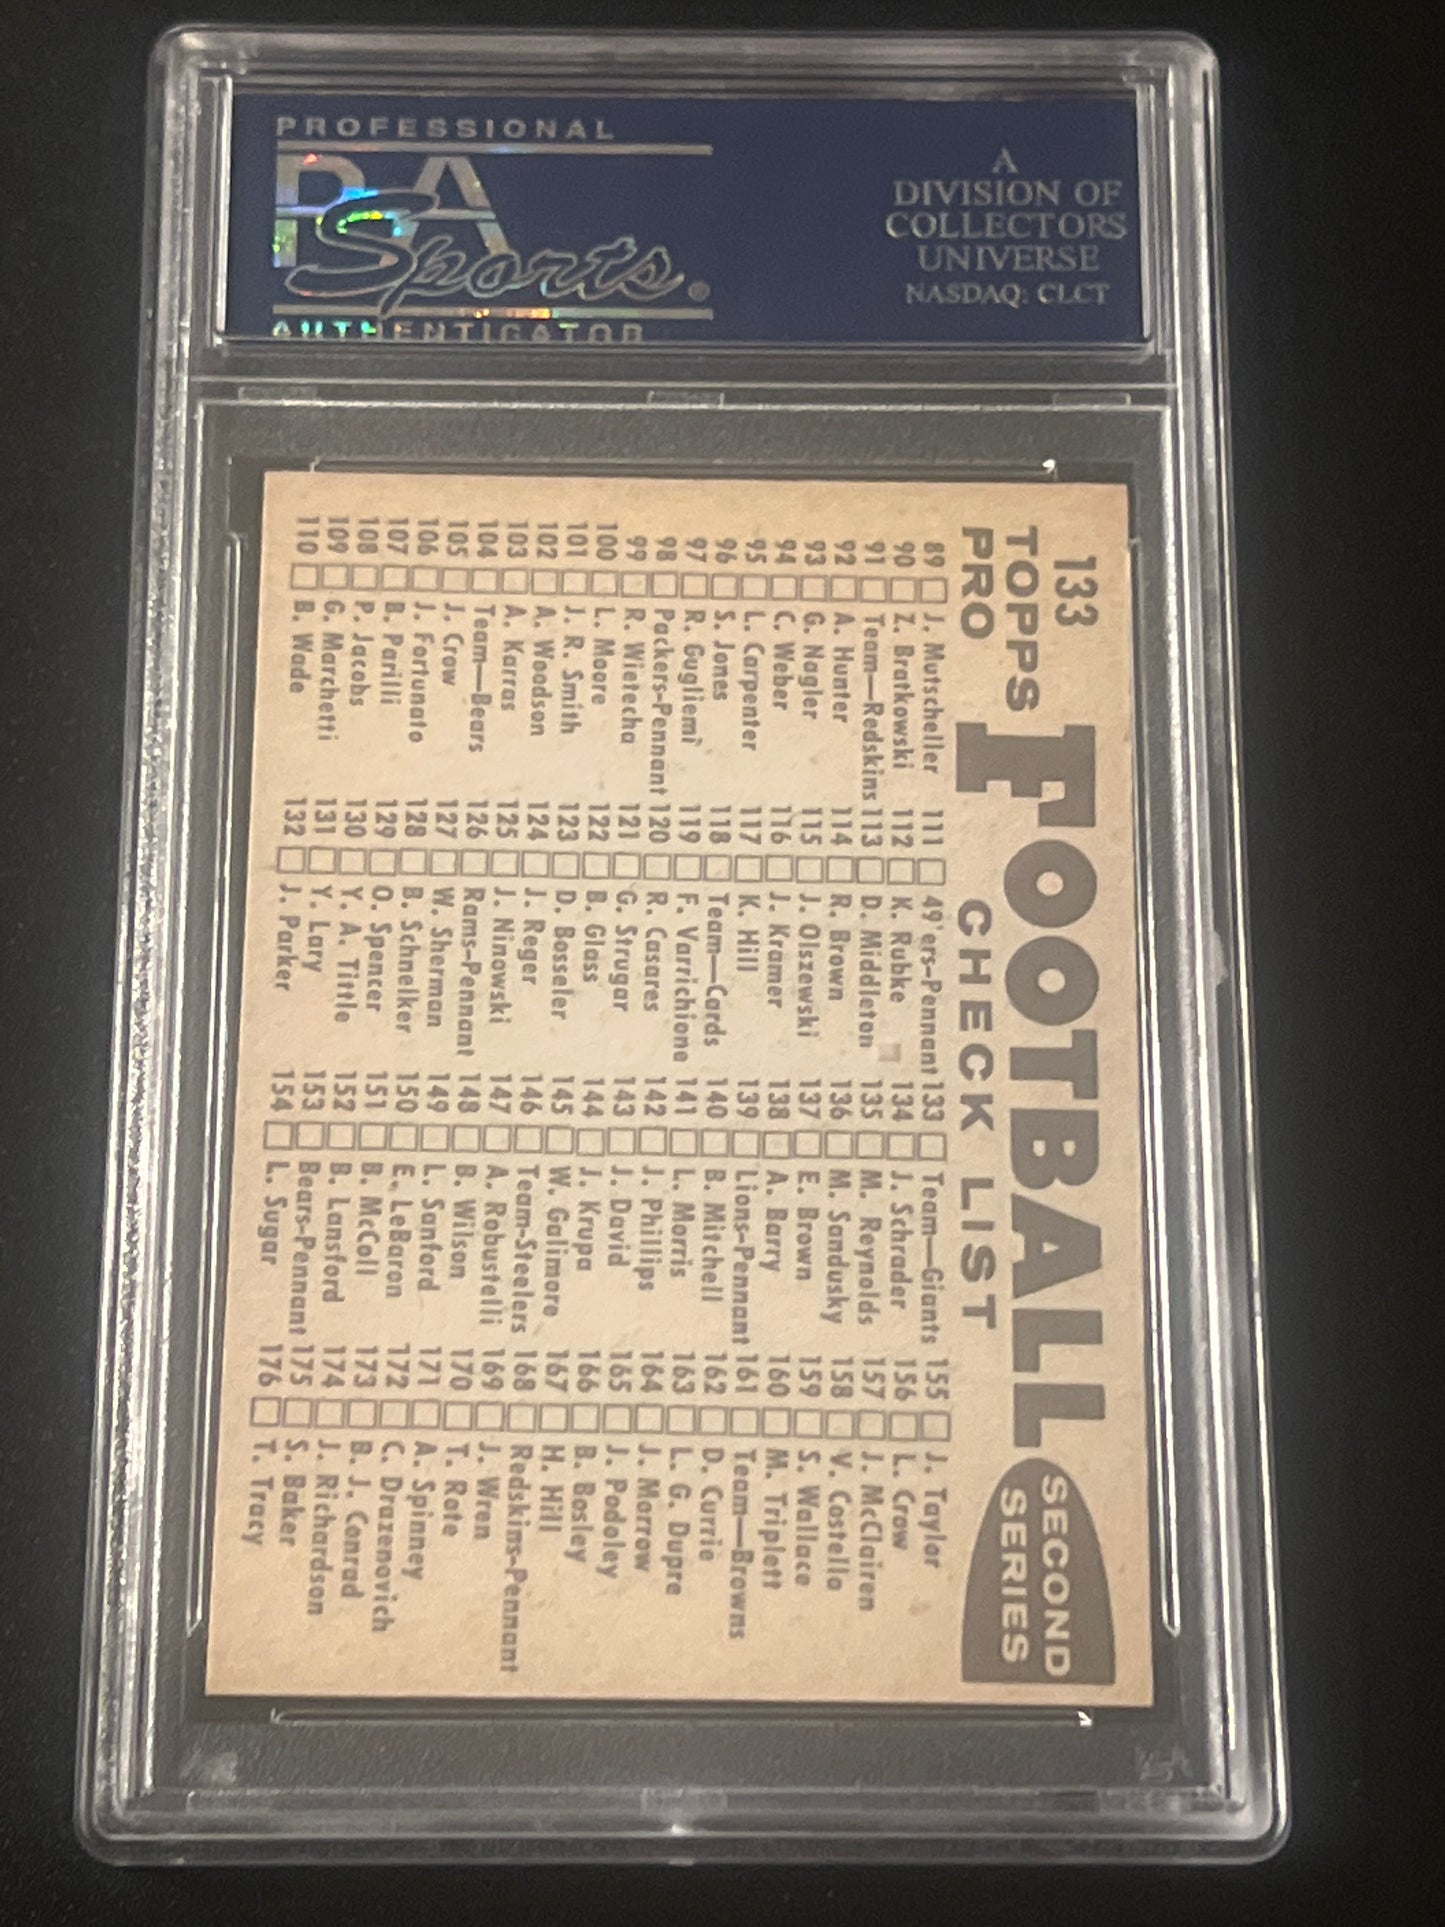 PROFESSIONAL
PSA
Sports®
AUTHENTICATOR
A
DIVISION OF
COLLECTORS
UNIVERSE
NASDAQ: CLCT
133
TOPPS FOOTBALL
PRO CHECK LIST
SECOND
SERIES
89 J. Mutscheller
90 Z. Bratkowski
91 Team—Redskins
92 A. Hunter
93 G. Nagler
94 C. Weber
95 L. Carpenter
96 S. Jones
97 R. Gugliemi
98 Packers-Pennant
99 R. Wietecha
100 L. Moore
101 J. R. Smith
102 A. Woodson
103 A. Karras
104 Team—Bears
105 J. Crow
106 J. Fortunato
107 B. Parilli
108 P. Jacobs
109 G. Marchetti
110 B. Wade
111 49'ers-Pennant
112 K. Rubke
113 D. Middleton
114 R. Brown
115 J. Olszewski
116 J. Kramer
117 K. Hill
118 Team—Cards
119 F. Varrichione
120 R. Casares
121 G. Strugar
122 B. Glass
123 D. Bosseler
124 J. Reger
125 J. Ninowski
126 Rams-Pennant
127 W. Sherman
128 B. Schnelker
129 O. Spencer
130 Y. A. Tittle
131 Y. Lary
132 J. Parker
133 Team—Giants
134 J. Schrader
135 M. Reynolds
136 M. Sandusky
137 E. Brown
138 A. Barry
139 Lions-Pennant
140 B. Mitchell
141 L. Morris
142 J. Phillips
143 J. David
144 J. Krupa
145 W. Galimore
146 Team-Steelers
147 A. Robustelli
148 B. Wilson
149 L. Sanford
150 E. LeBaron
151 B. McColl
152 B. Lansford
153 Bears-Pennant
154 L. Sugar
155 J. Taylor
156 L. Crow
157 J. McClairen
158 V. Costello
159 S. Wallace
160 M. Triplett
161 Team—Browns
162 D. Currie
163 L. G. Dupre
164 J. Morrow
165 J. Podoley
166 B. Bosley
167 H. Hill
168 Redskins-Pennant
169 J. Wren
170 T. Rote
171 A. Spinney
172 C. Drazenovich
173 B. J. Conrad
174 J. Richardson
175 S. Baker
176 T. Tracy